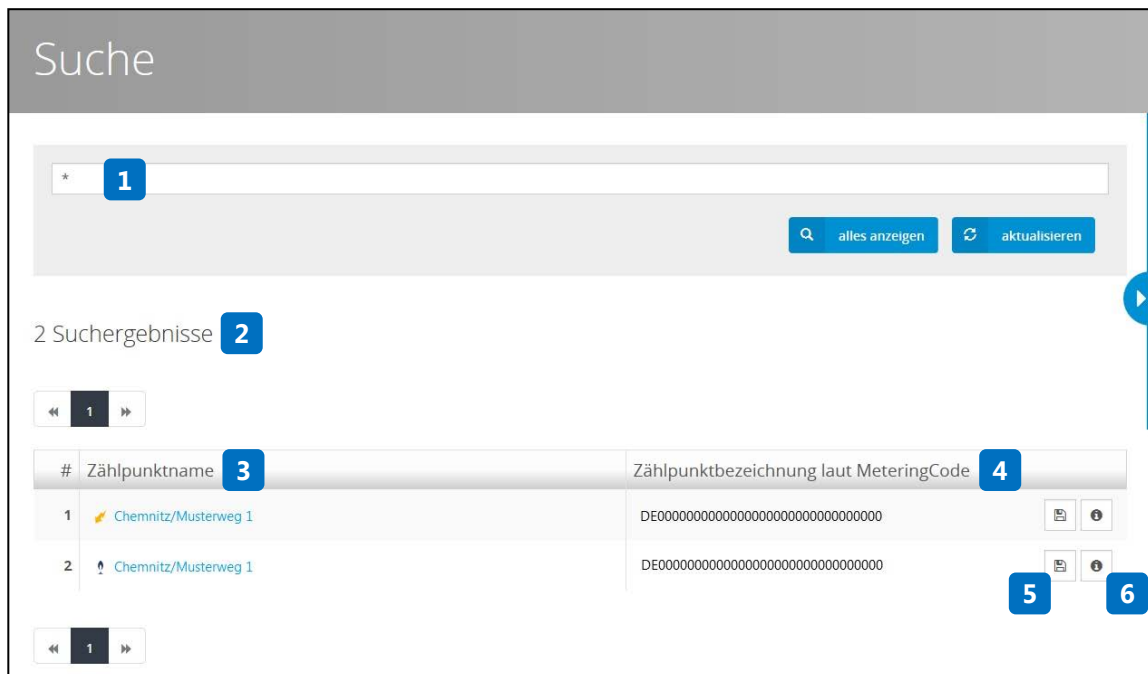 Suche
* 1
alles anzeigen aktualisieren
2 Suchergebnisse 2
1
# Zählpunktname 3 Zählpunktbezeichnung laut MeteringCode 4
1 Chemnitz/Musterweg 1 DE0000000000000000000000000000000
2 Chemnitz/Musterweg 1 DE0000000000000000000000000000000
5 6
1